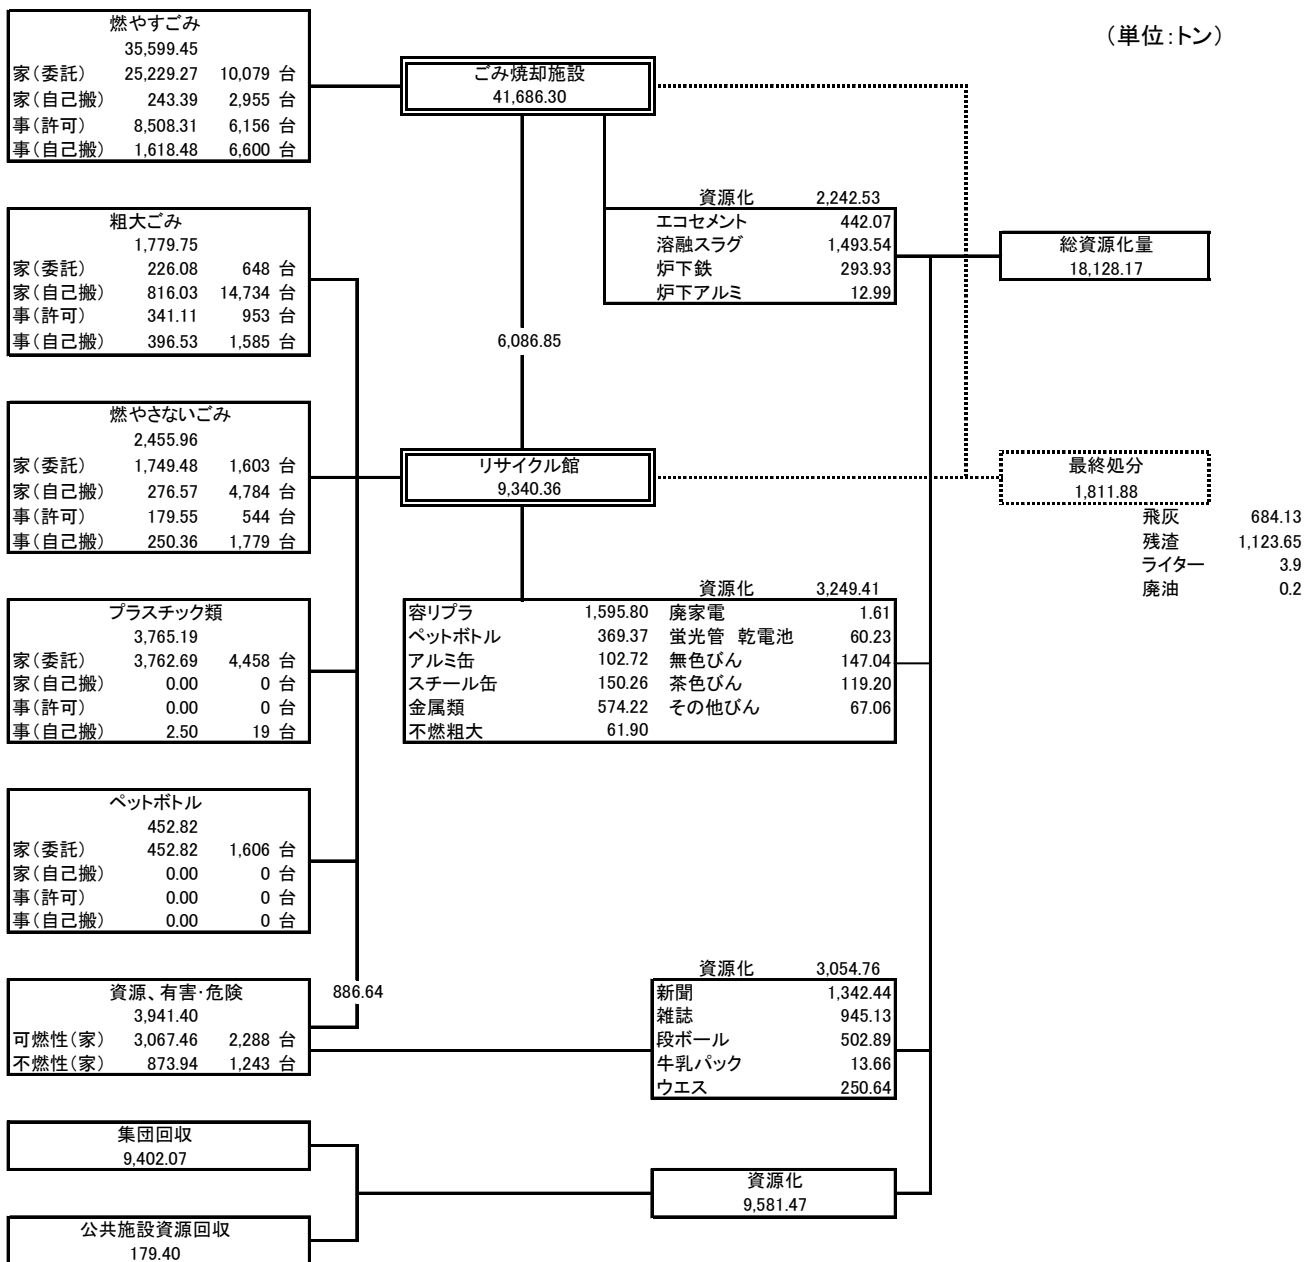 （単位：トン）
燃やすごみ
35,599.45
家（委託） 25,229.27 10,079 台
家（自己搬） 243.39 2,955 台
事（許可） 8,508.31 6,156 台
事（自己搬） 1,618.48 6,600 台
ごみ焼却施設
41,686.30
資源化 2,242.53
エコセメント 442.07
溶融スラグ 1,493.54
炉下鉄 293.93
炉下アルミ 12.99
総資源化量
18,128.17
粗大ごみ
1,779.75
家（委託） 226.08 648 台
家（自己搬） 816.03 14,734 台
事（許可） 341.11 953 台
事（自己搬） 396.53 1,585 台
6,086.85
燃やさないごみ
2,455.96
家（委託） 1,749.48 1,603 台
家（自己搬） 276.57 4,784 台
事（許可） 179.55 544 台
事（自己搬） 250.36 1,779 台
リサイクル館
9,340.36
最終処分
1,811.88
飛灰 684.13
残渣 1,123.65
ライター 3.9
廃油 0.2
プラスチック類
3,765.19
家（委託） 3,762.69 4,458 台
家（自己搬） 0.00 0 台
事（許可） 0.00 0 台
事（自己搬） 2.50 19 台
資源化 3,249.41
容リプラ 1,595.80 廃家電 1.61
ペットボトル 369.37 蛍光管 乾電池 60.23
アルミ缶 102.72 無色びん 147.04
スチール缶 150.26 茶色びん 119.20
金属類 574.22 その他びん 67.06
不燃粗大 61.90
ペットボトル
452.82
家（委託） 452.82 1,606 台
家（自己搬） 0.00 0 台
事（許可） 0.00 0 台
事（自己搬） 0.00 0 台
資源、有害・危険
3,941.40
可燃性（家） 3,067.46 2,288 台
不燃性（家） 873.94 1,243 台
886.64
資源化 3,054.76
新聞 1,342.44
雑誌 945.13
段ボール 502.89
牛乳パック 13.66
ウエス 250.64
集団回収
9,402.07
資源化
9,581.47
公共施設資源回収
179.40